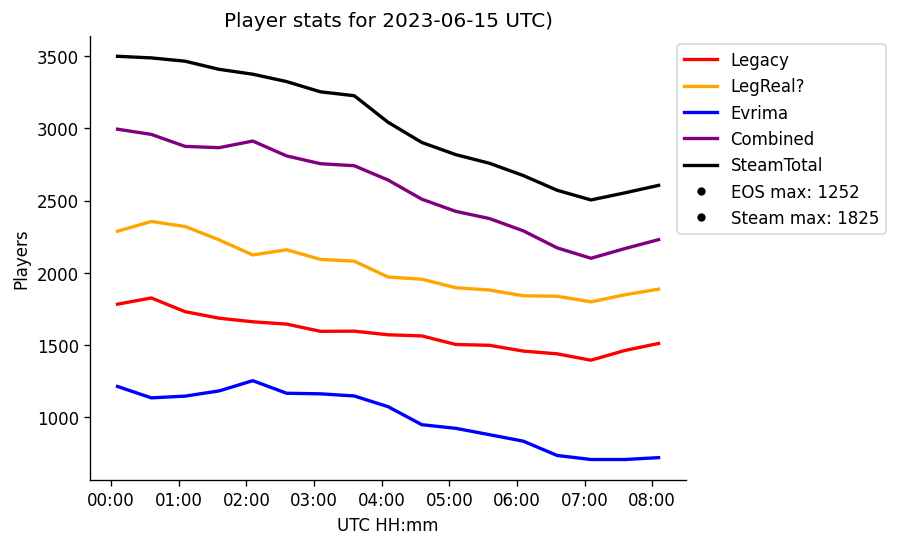 Player stats for 2023-06-15 UTC)
Legacy
LegReal?
Evrima
Combined
SteamTotal
EOS max: 1252
Steam max: 1825
Players
3500
3000
2500
2000
1500
1000
00:00 01:00 02:00 03:00 04:00 05:00 06:00 07:00 08:00
UTC HH:mm